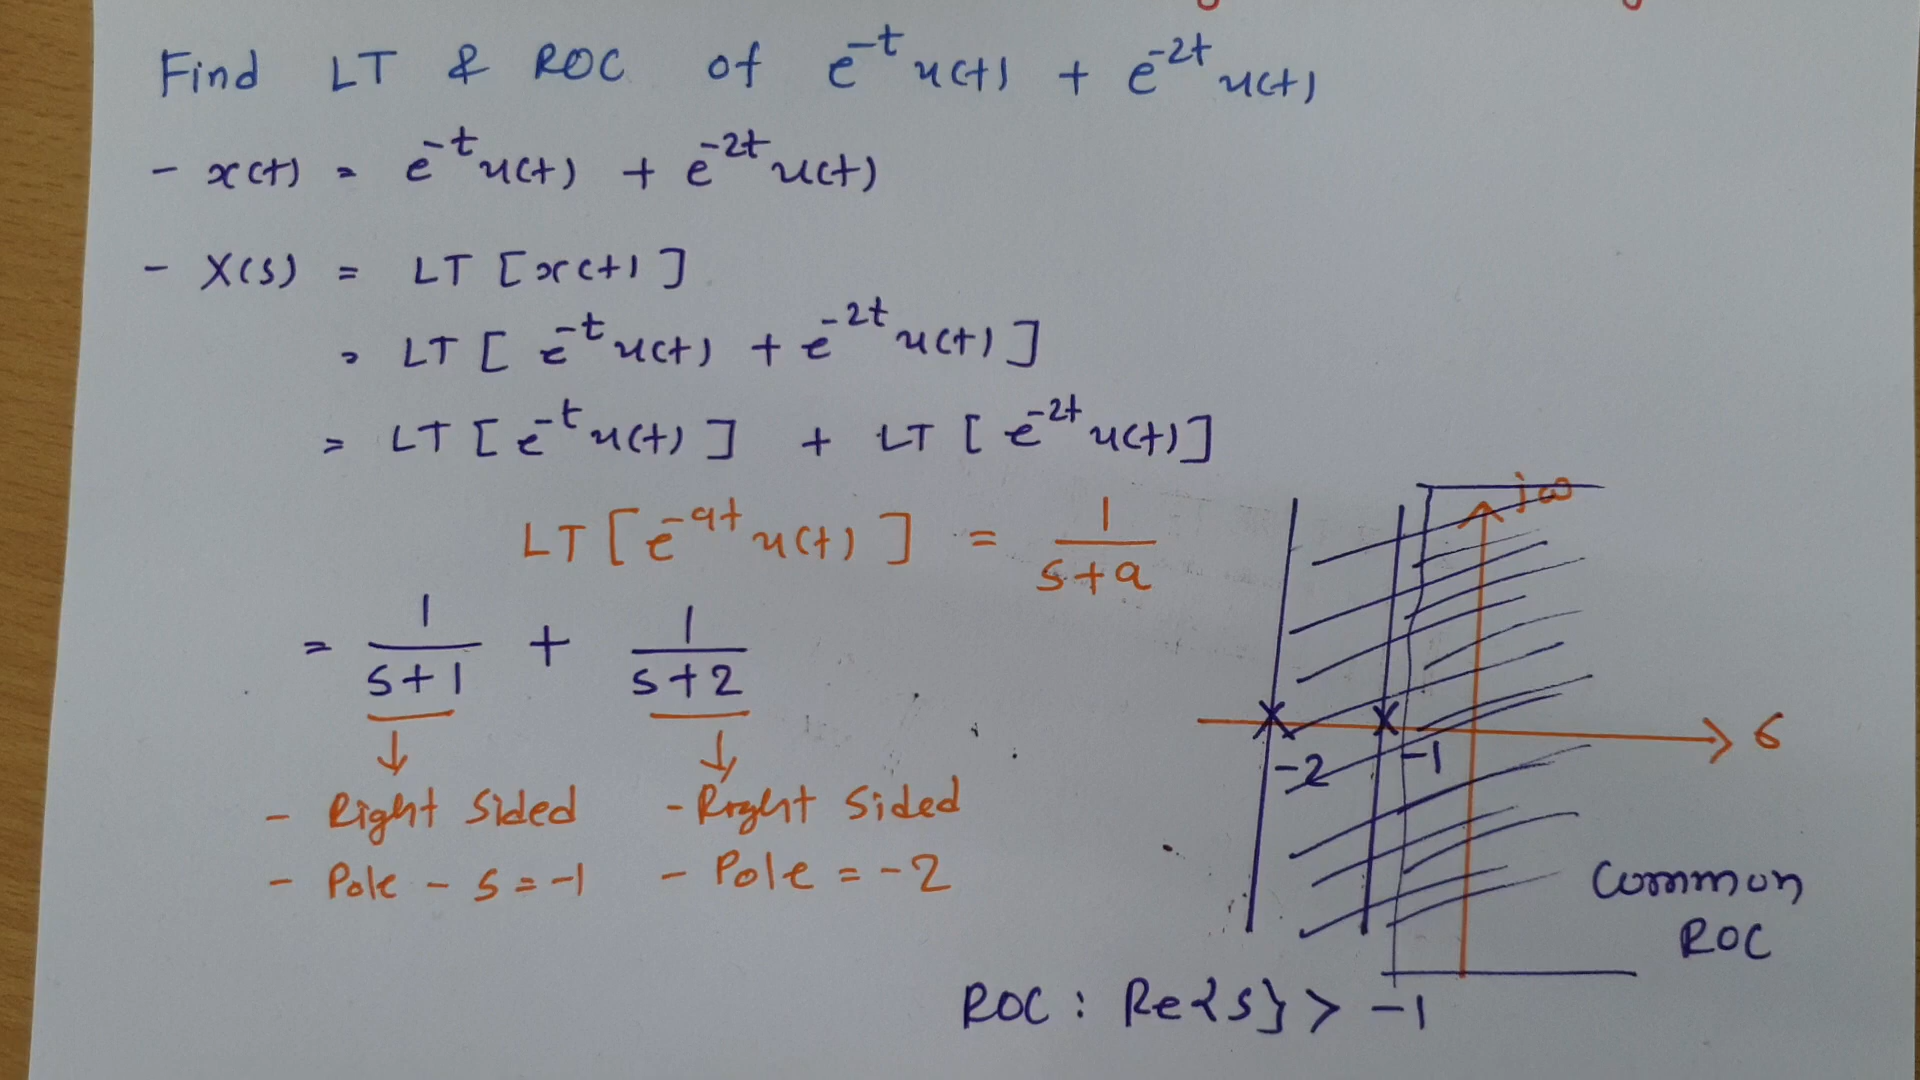 Find LT & ROC of e^-t u(t) + e^-2t u(t)
- x(t) = e^-t u(t) + e^-2t u(t)
- X(s) = LT [x(t)]
= LT [ e^-t u(t) + e^-2t u(t) ]
= LT [ e^-t u(t) ] + LT [ e^-2t u(t) ]
LT [ e^-at u(t) ] = 1/(s+a)
= 1/(s+1) + 1/(s+2)
- Right Sided
- Pole - s = -1
- Right Sided
- Pole = -2
jω
σ
-2
-1
Common
ROC
ROC : Re{s} > -1